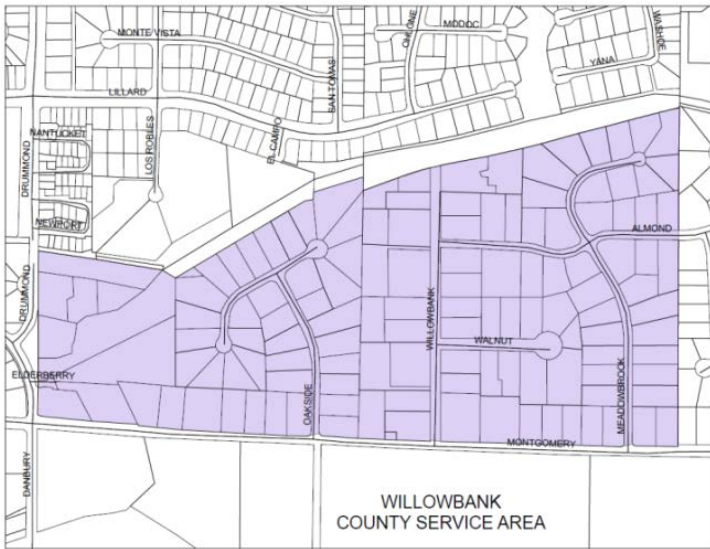 MONTE VISTA
MODOC
OHLONE
WASHOE
YANA
SAN TOMAS
LILLARD
EL CAMPO
NANTUCKET
LOS ROBLES
DRUMMOND
NEWPORT
ALMOND
DRUMMOND
WILLOWBANK
WALNUT
ELDERBERRY
OAKSIDE
MEADOWBROOK
MONTGOMERY
DANBURY
WILLOWBANK
COUNTY SERVICE AREA